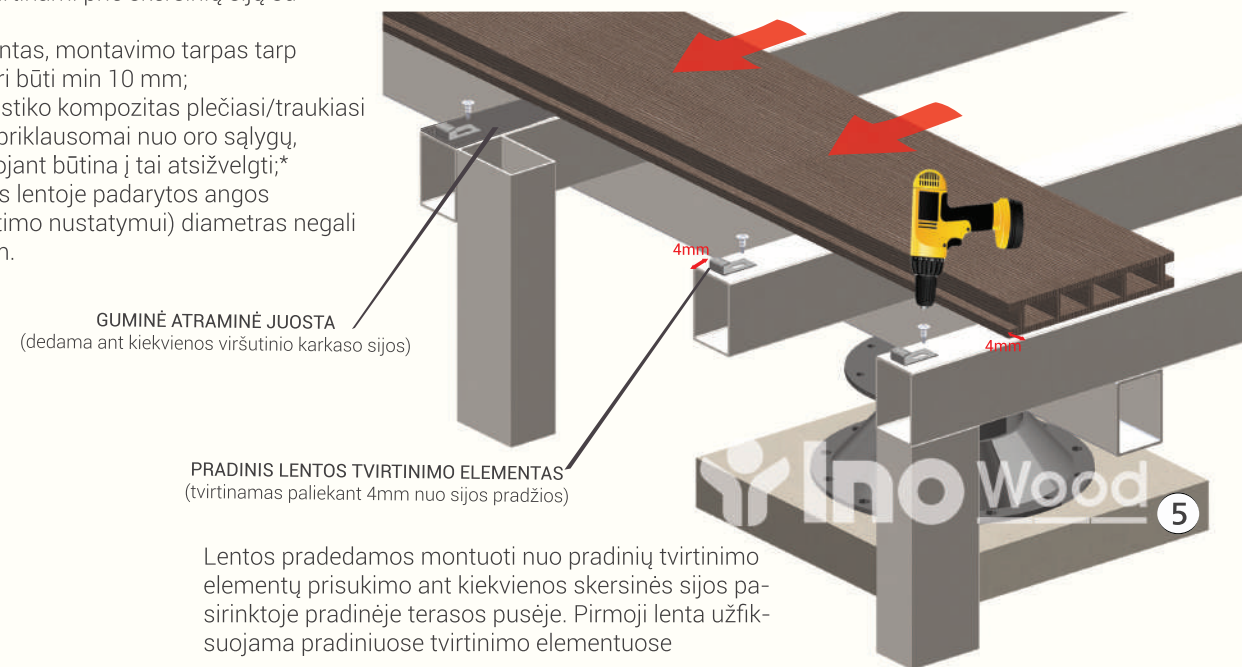 ntas, montavimo tarpas tarp
ri būti min 10 mm;
stiko kompozitas plečiasi/traukiasi
priklausomai nuo oro sąlygų,
ojant būtina į tai atsižvelgti;*
s lentoje padarytos angos
timo nustatymui) diametras negali
n.
4mm
GUMINĖ ATRAMINĖ JUOSTA
(dedama ant kiekvienos viršutinio karkaso sijos)
4mm
PRADINIS LENTOS TVIRTINIMO ELEMENTAS
(tvirtinamas paliekant 4mm nuo sijos pradžios)
Ino Wood
5
Lentos pradedamos montuoti nuo pradinių tvirtinimo
elementų prisukimo ant kiekvienos skersinės sijos pa-
sirinktoje pradinėje terasos pusėje. Pirmoji lenta užfik-
suojama pradiniuose tvirtinimo elementuose